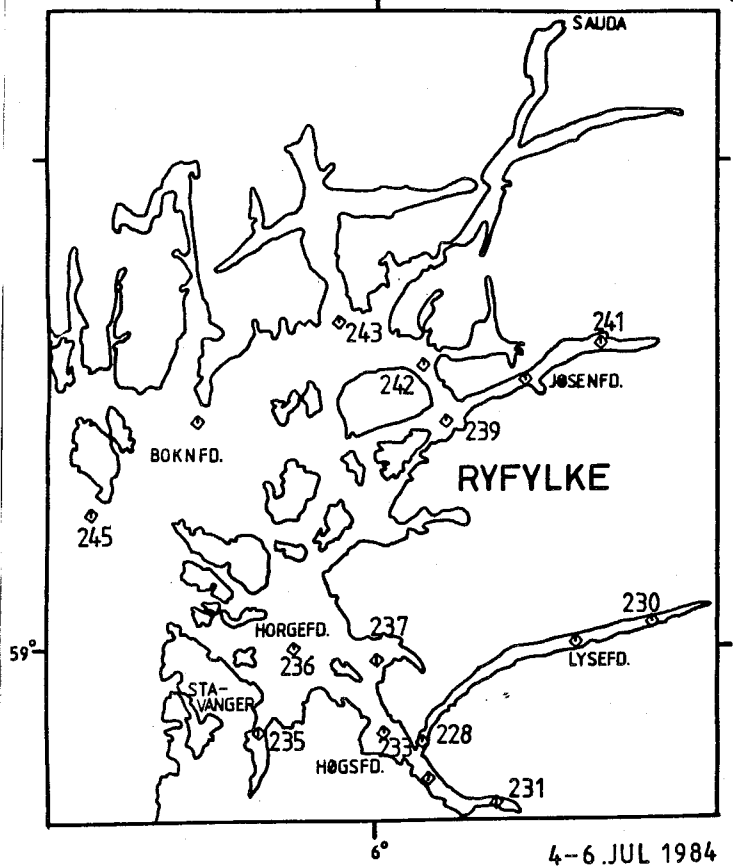 SAUDA
241
243
242
JØSENFD.
239
BOKNFD.
RYFYLKE
245
230
237
HORGEFD.
59°
236
LYSEFD.
STA-
VANGER
235
233
228
HØGSFD.
231
6°
4-6.JUL 1984